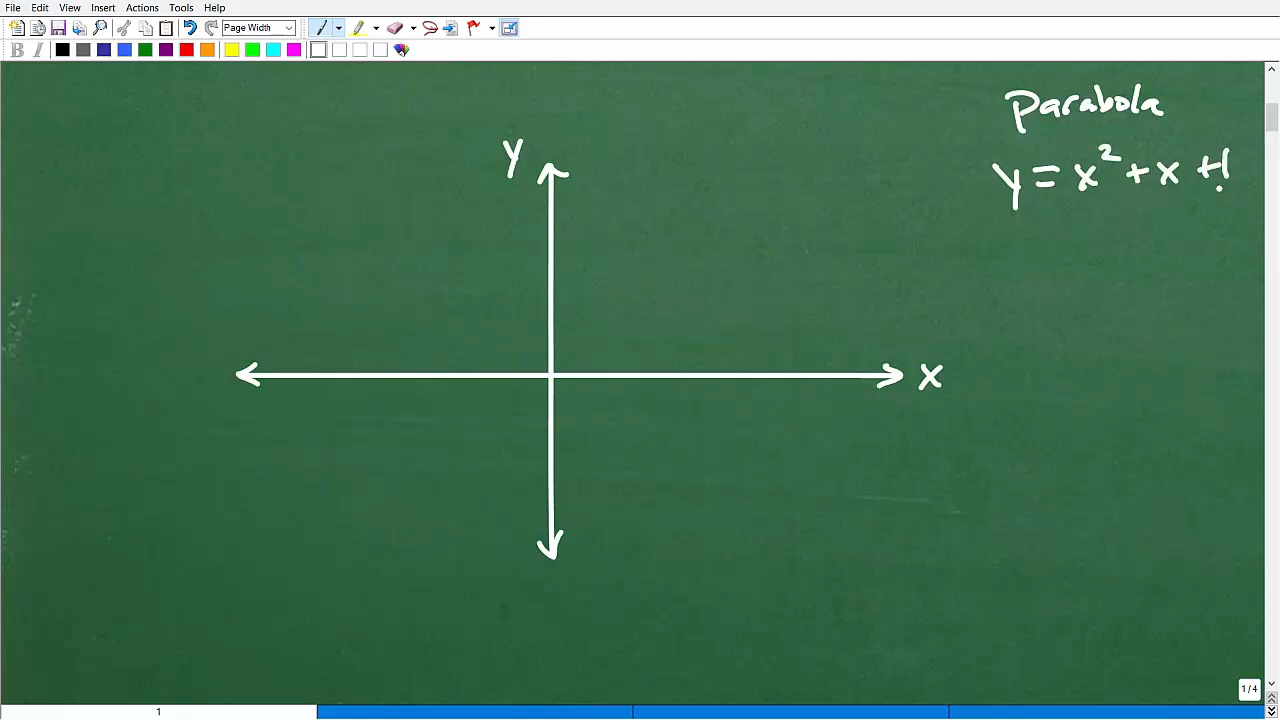 File Edit View Insert Actions Tools Help
Page Width
B I
parabola
y = x² + x + 1
y
x
1/4
1